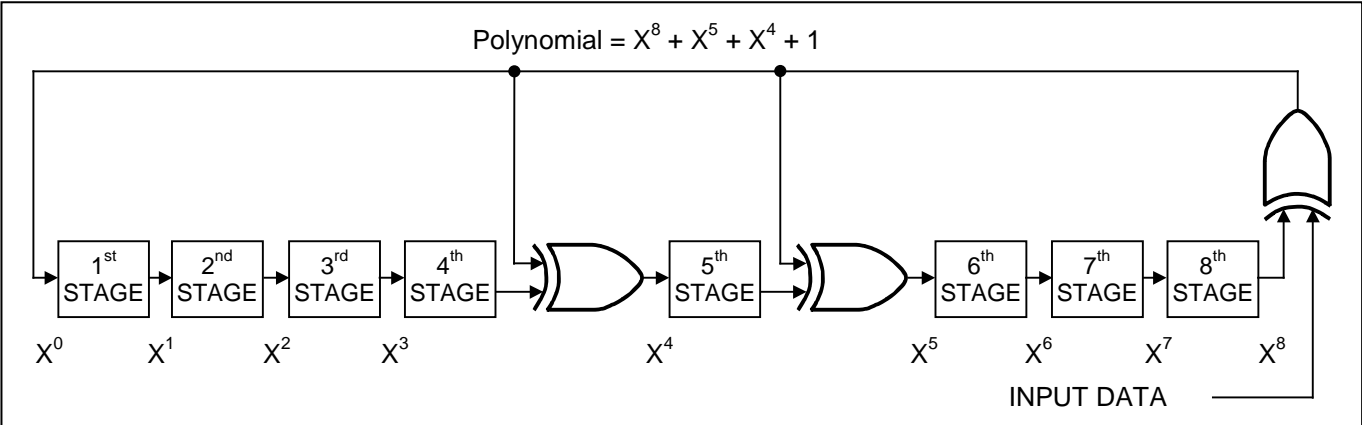 Polynomial = X⁸ + X⁵ + X⁴ + 1
1ˢᵗ STAGE
2ⁿᵈ STAGE
3ʳᵈ STAGE
4ᵗʰ STAGE
5ᵗʰ STAGE
6ᵗʰ STAGE
7ᵗʰ STAGE
8ᵗʰ STAGE
X⁰ X¹ X² X³ X⁴ X⁵ X⁶ X⁷ X⁸
INPUT DATA